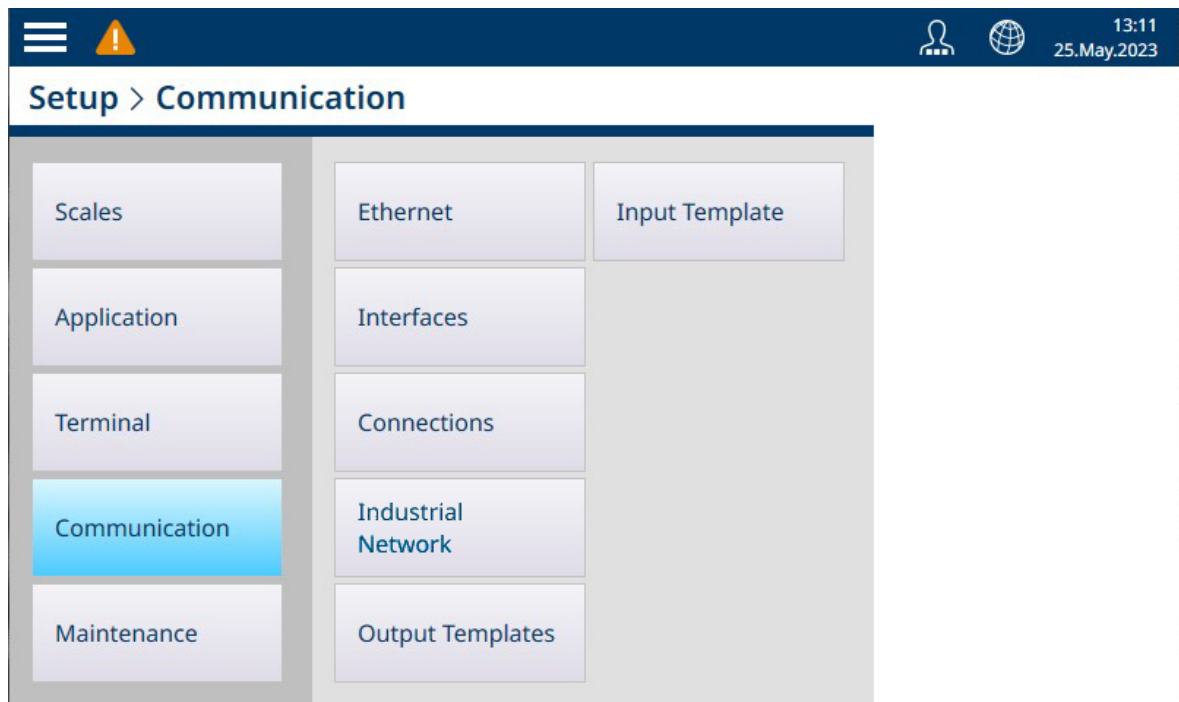 13:11
25.May.2023
Setup > Communication
Scales
Ethernet
Input Template
Application
Interfaces
Terminal
Connections
Communication
Industrial
Network
Maintenance
Output Templates